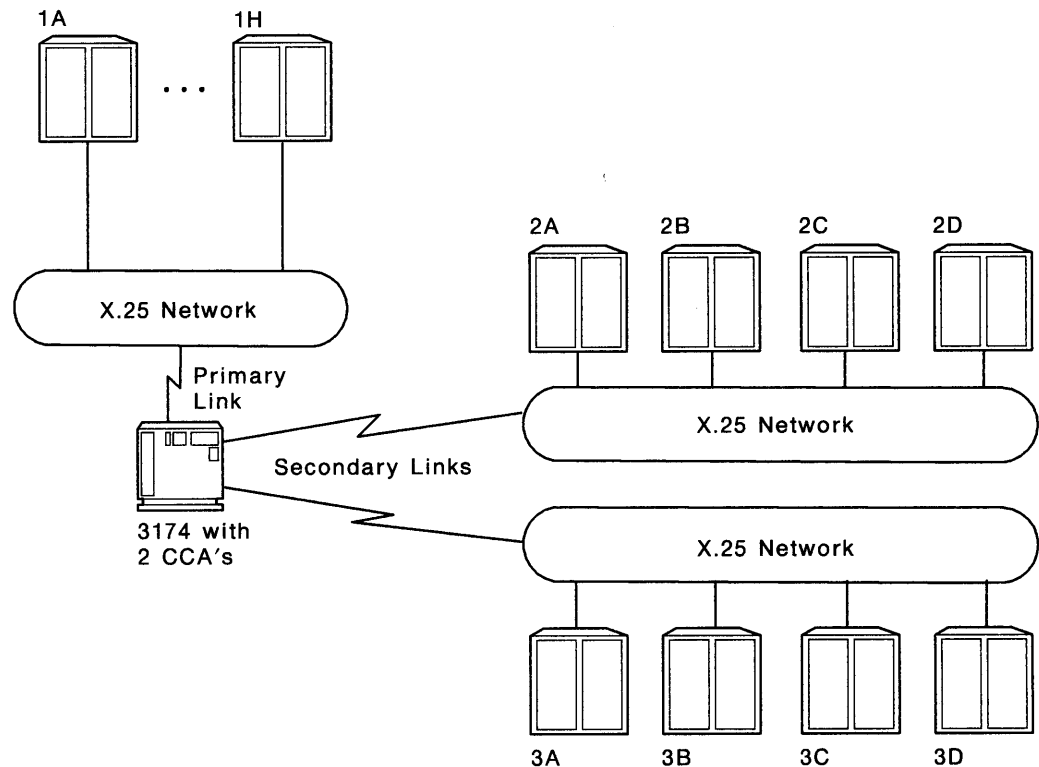 1A
1H
. . .
X.25 Network
Primary
Link
3174 with
2 CCA's
Secondary Links
2A
2B
2C
2D
X.25 Network
X.25 Network
3A
3B
3C
3D